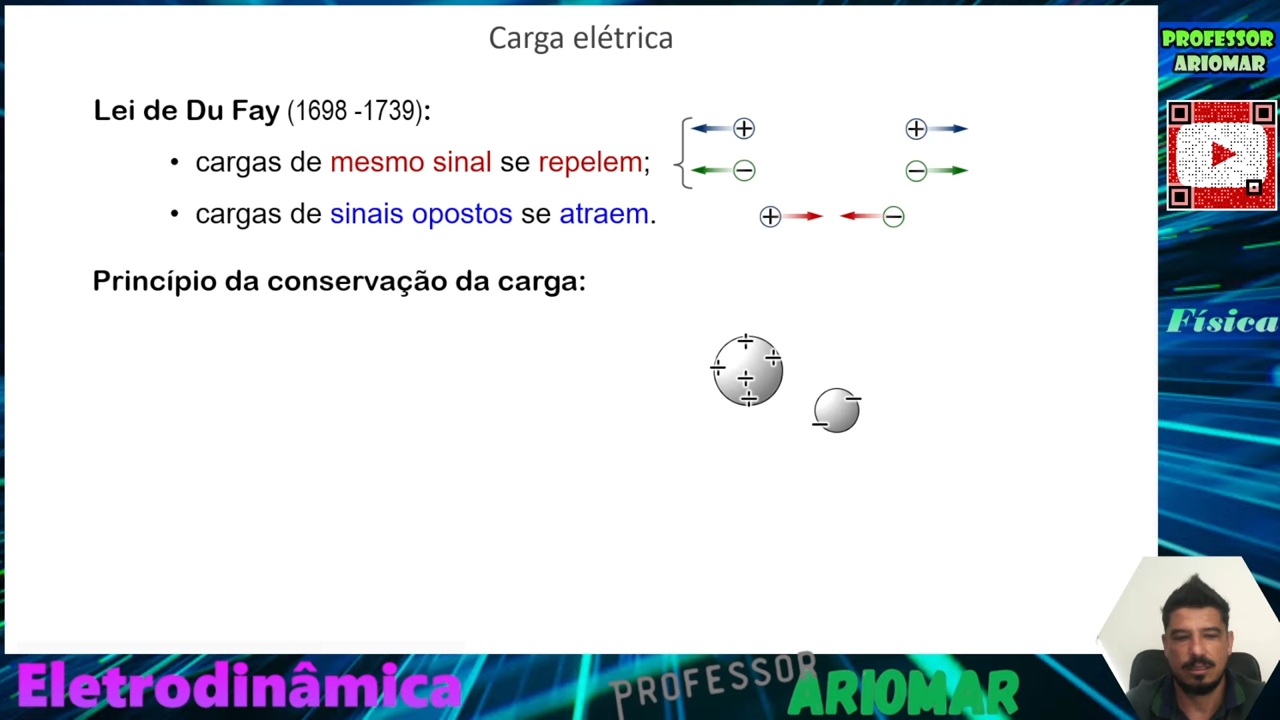 Carga elétrica
Lei de Du Fay (1698 -1739):
• cargas de mesmo sinal se repelem;
• cargas de sinais opostos se atraem.
Princípio da conservação da carga:
PROFESSOR
ARIOMAR
Física
Eletrodinâmica
PROFESSOR
ARIOMAR